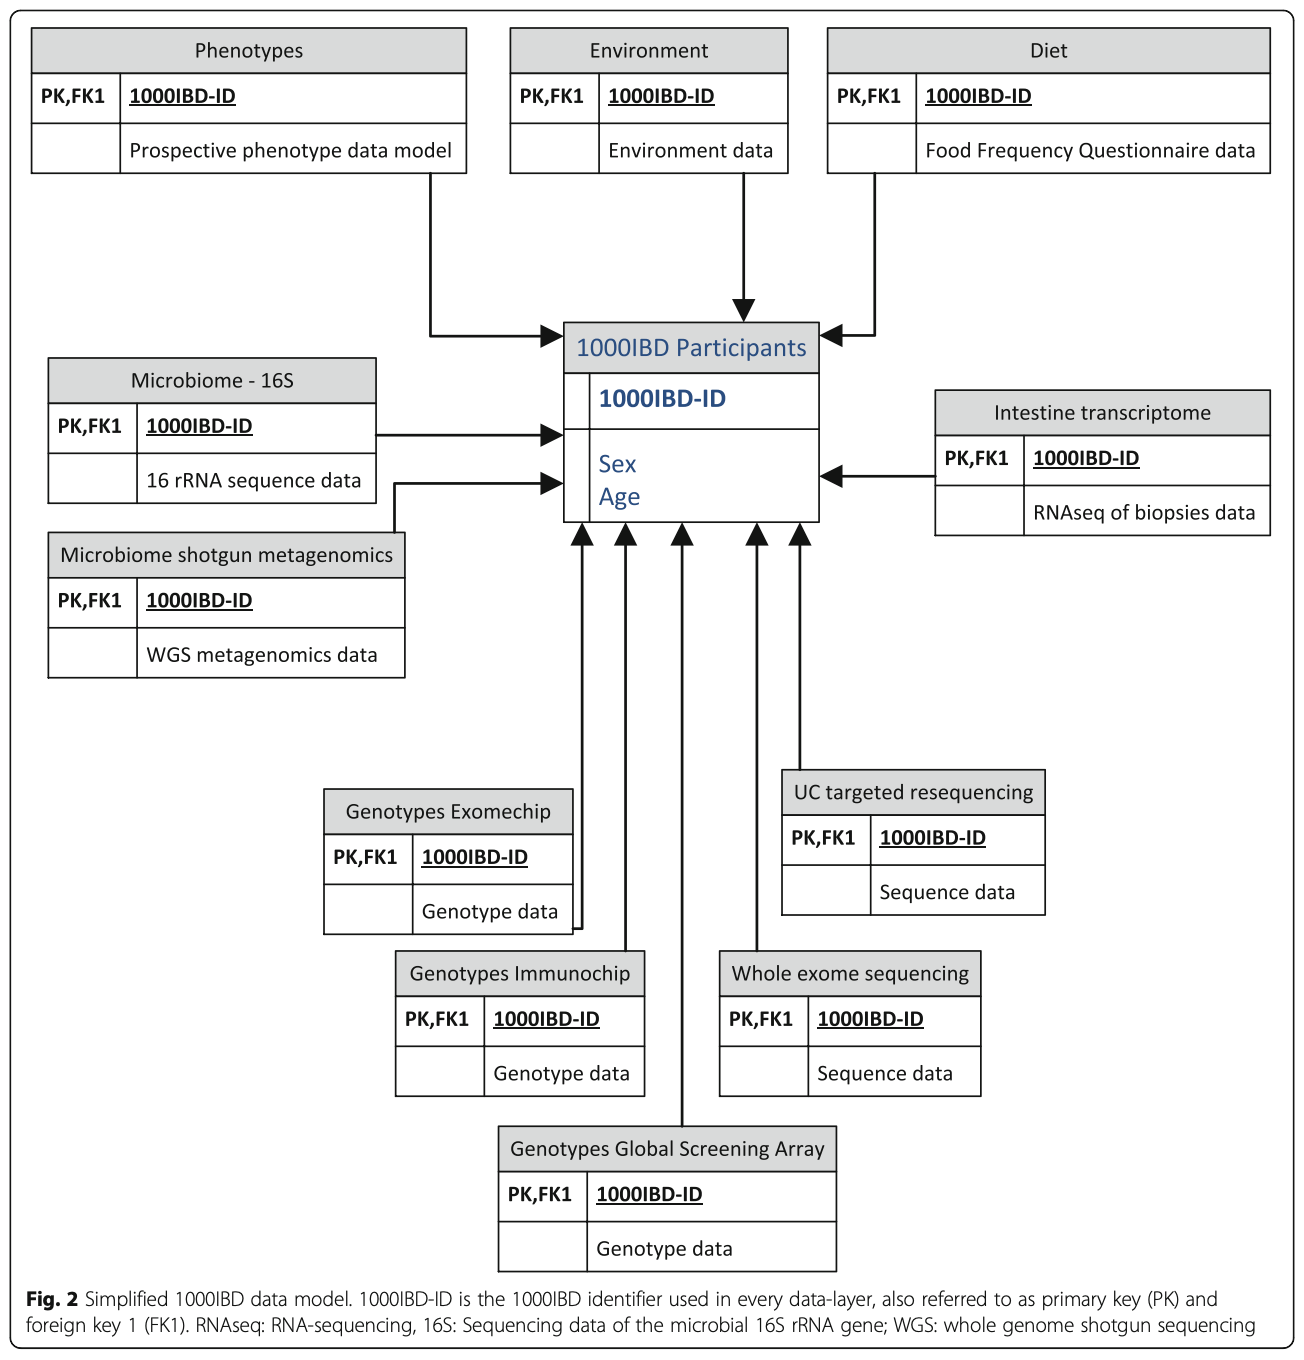 Phenotypes
PK,FK1 1000IBD-ID
Prospective phenotype data model
Environment
PK,FK1 1000IBD-ID
Environment data
Diet
PK,FK1 1000IBD-ID
Food Frequency Questionnaire data
1000IBD Participants
1000IBD-ID
Sex
Age
Microbiome - 16S
PK,FK1 1000IBD-ID
16 rRNA sequence data
Intestine transcriptome
PK,FK1 1000IBD-ID
RNAseq of biopsies data
Microbiome shotgun metagenomics
PK,FK1 1000IBD-ID
WGS metagenomics data
UC targeted resequencing
PK,FK1 1000IBD-ID
Sequence data
Genotypes Exomechip
PK,FK1 1000IBD-ID
Genotype data
Genotypes Immunochip
PK,FK1 1000IBD-ID
Genotype data
Whole exome sequencing
PK,FK1 1000IBD-ID
Sequence data
Genotypes Global Screening Array
PK,FK1 1000IBD-ID
Genotype data
Fig. 2 Simplified 1000IBD data model. 1000IBD-ID is the 1000IBD identifier used in every data-layer, also referred to as primary key (PK) and
foreign key 1 (FK1). RNAseq: RNA-sequencing, 16S: Sequencing data of the microbial 16S rRNA gene; WGS: whole genome shotgun sequencing